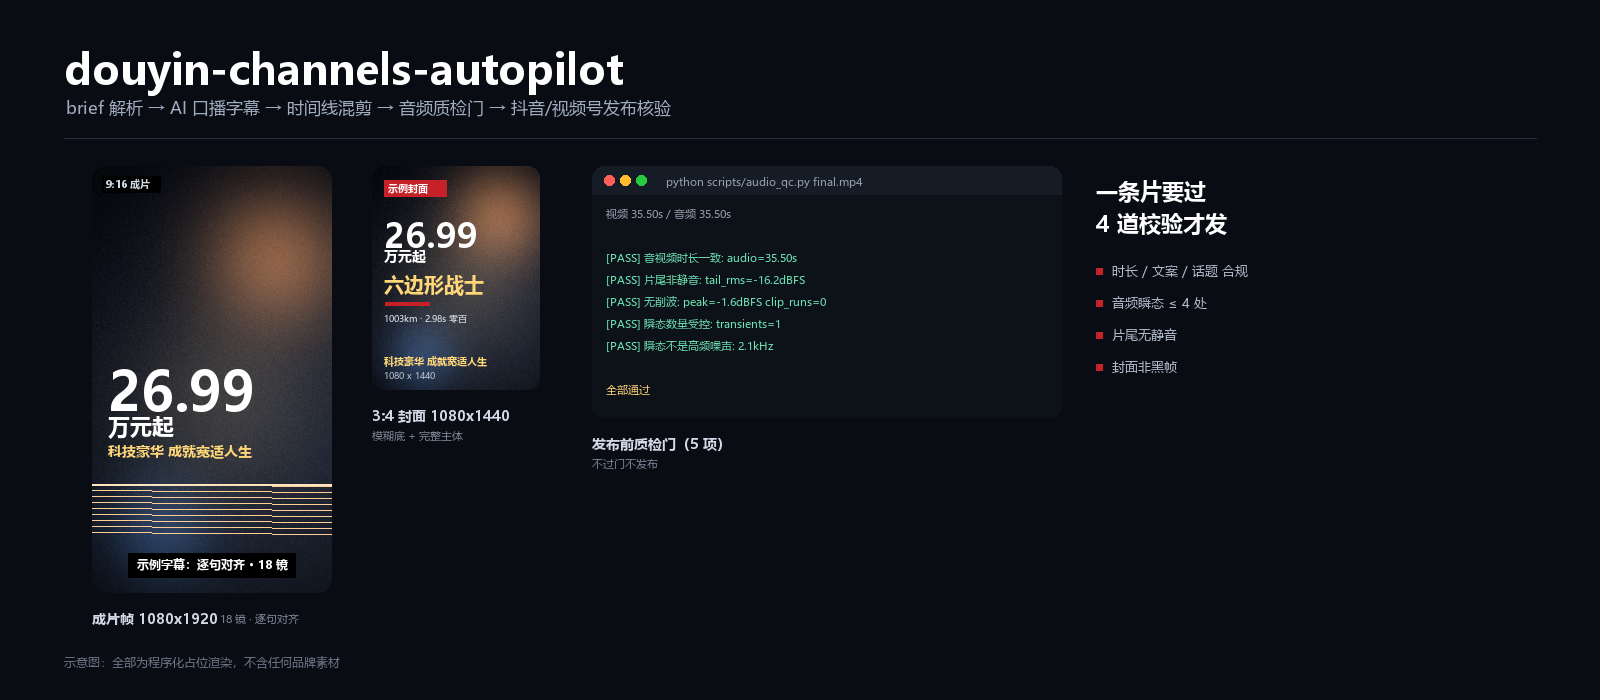 douyin-channels-autopilot
brief 解析 → AI 口播字幕 → 时间线混剪 → 音频质检门 → 抖音/视频号发布核验
9:16 成片
26.99
万元起
科技豪华 成就宽适人生
示例字幕：逐句对齐 · 18 镜
成片帧 1080x1920 18 镜 · 逐句对齐
示例封面
26.99
万元起
六边形战士
1003km · 2.98s 零百
科技豪华 成就宽适人生
1080 x 1440
3:4 封面 1080x1440
模糊底 + 完整主体
python scripts/audio_qc.py final.mp4
视频 35.50s / 音频 35.50s
[PASS] 音视频时长一致: audio=35.50s
[PASS] 片尾非静音: tail_rms=-16.2dBFS
[PASS] 无削波: peak=-1.6dBFS clip_runs=0
[PASS] 瞬态数量受控: transients=1
[PASS] 瞬态不是高频噪声: 2.1kHz
全部通过
发布前质检门（5 项）
不过门不发布
一条片要过
4 道校验才发
时长 / 文案 / 话题 合规
音频瞬态 ≤ 4 处
片尾无静音
封面非黑帧
示意图：全部为程序化占位渲染，不含任何品牌素材